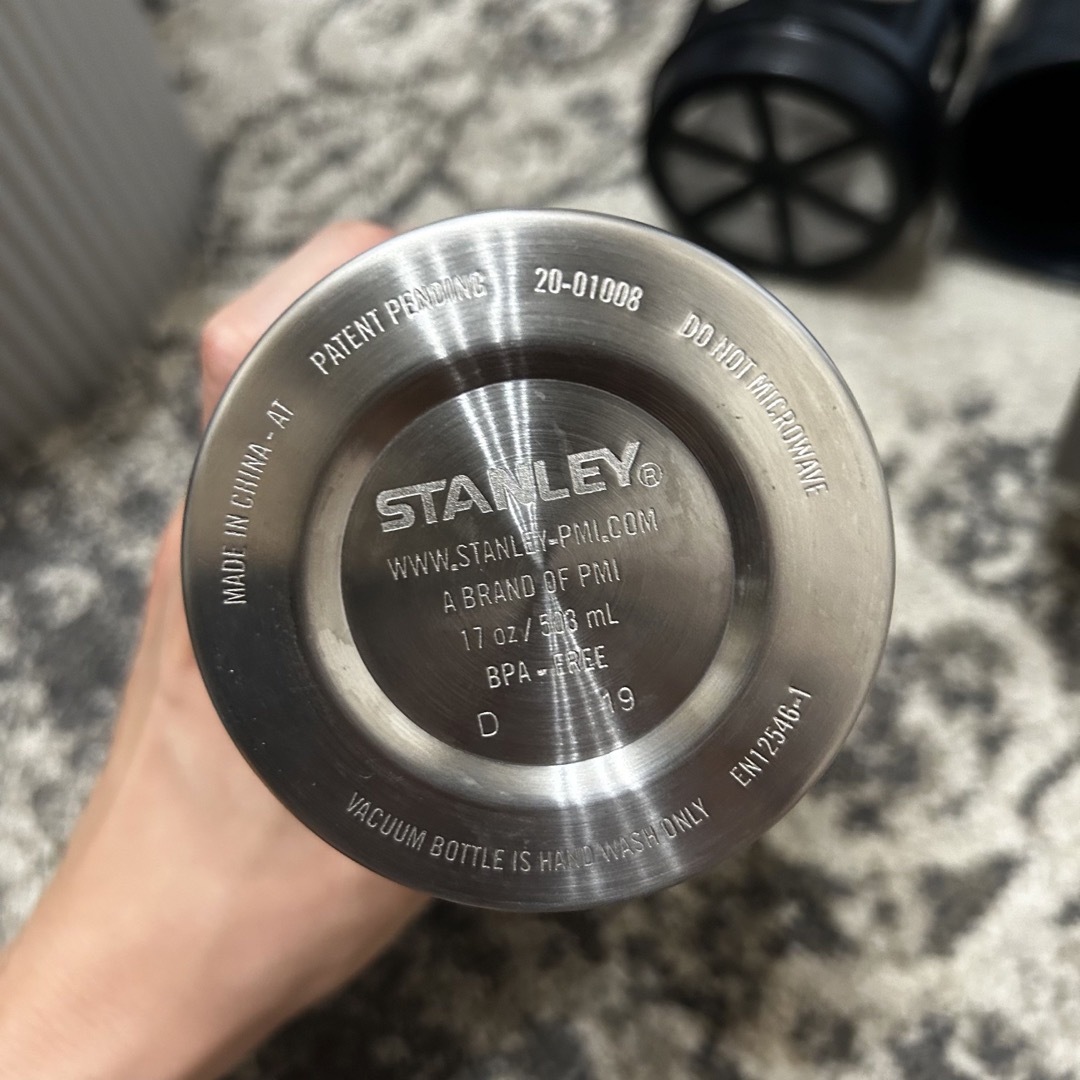 MADE IN CHINA - AT
PATENT PENDING
20-01008
DO NOT MICROWAVE
STANLEY®
WWW.STANLEY-PMI.COM
A BRAND OF PMI
17 oz / 503 mL
BPA - FREE
D 19
VACUUM BOTTLE IS HAND WASH ONLY
EN12546-1